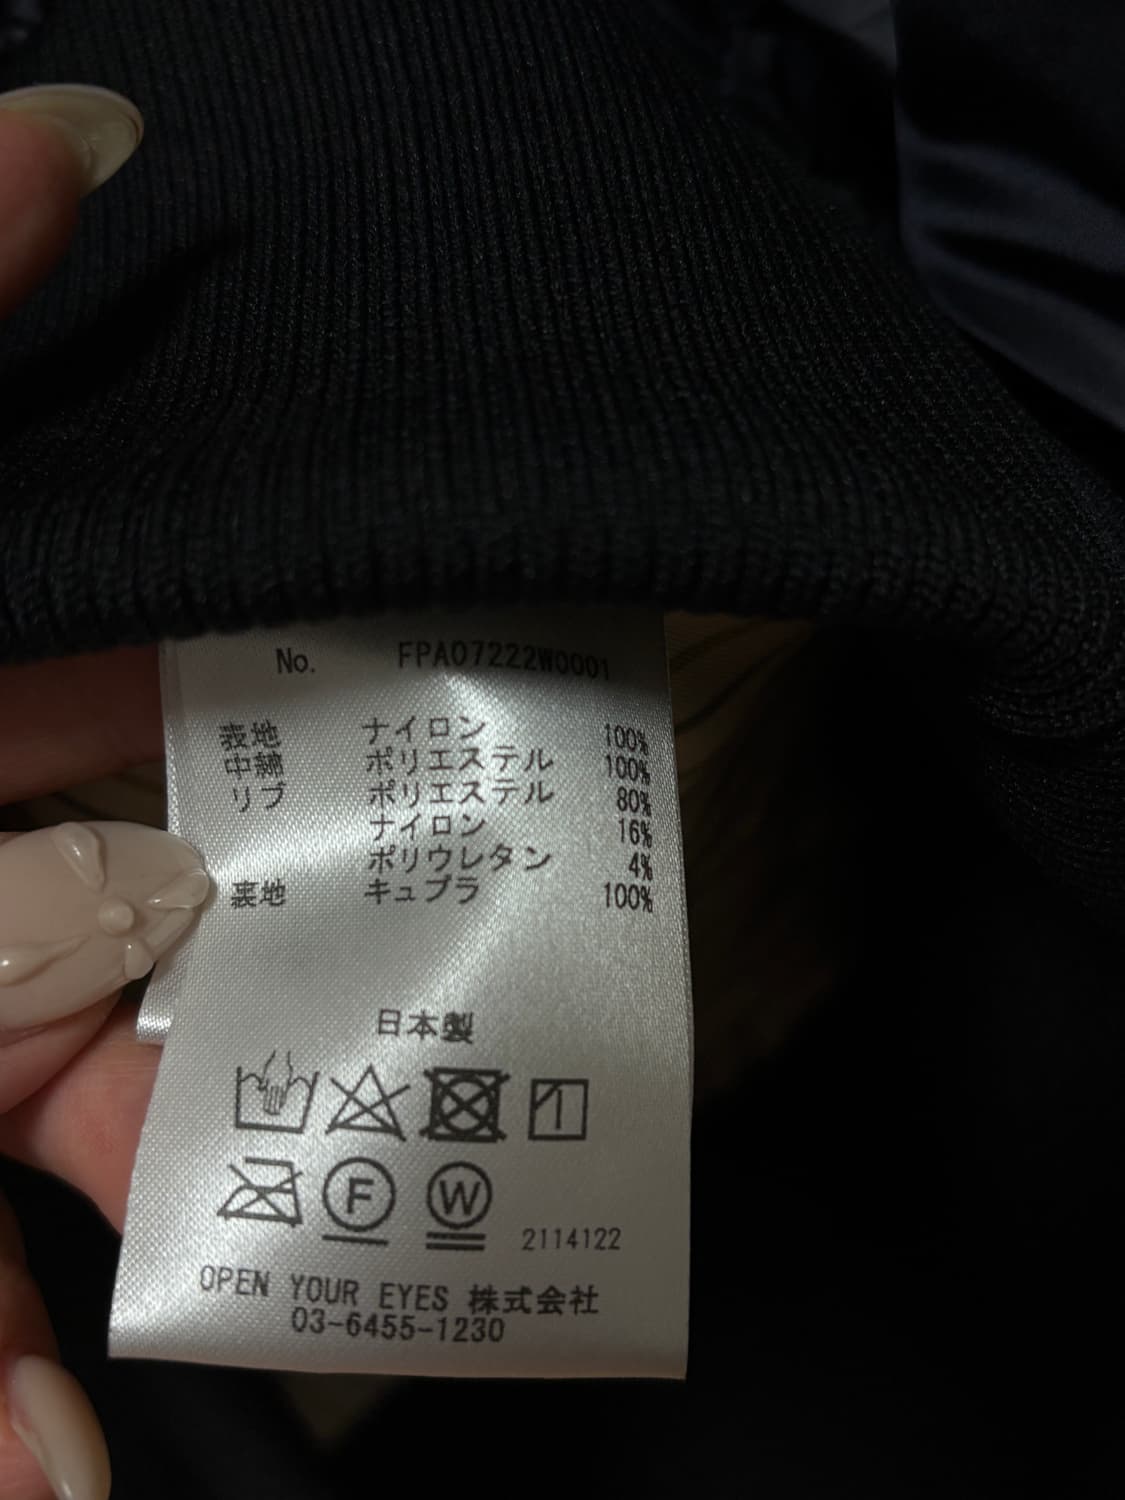 No. FPA07222W0001
表地 ナイロン 100%
中綿 ポリエステル 100%
リブ ポリエステル 80%
ナイロン 16%
ポリウレタン 4%
裏地 キュプラ 100%
日本製
F W 2114122
OPEN YOUR EYES 株式会社
03-6455-1230